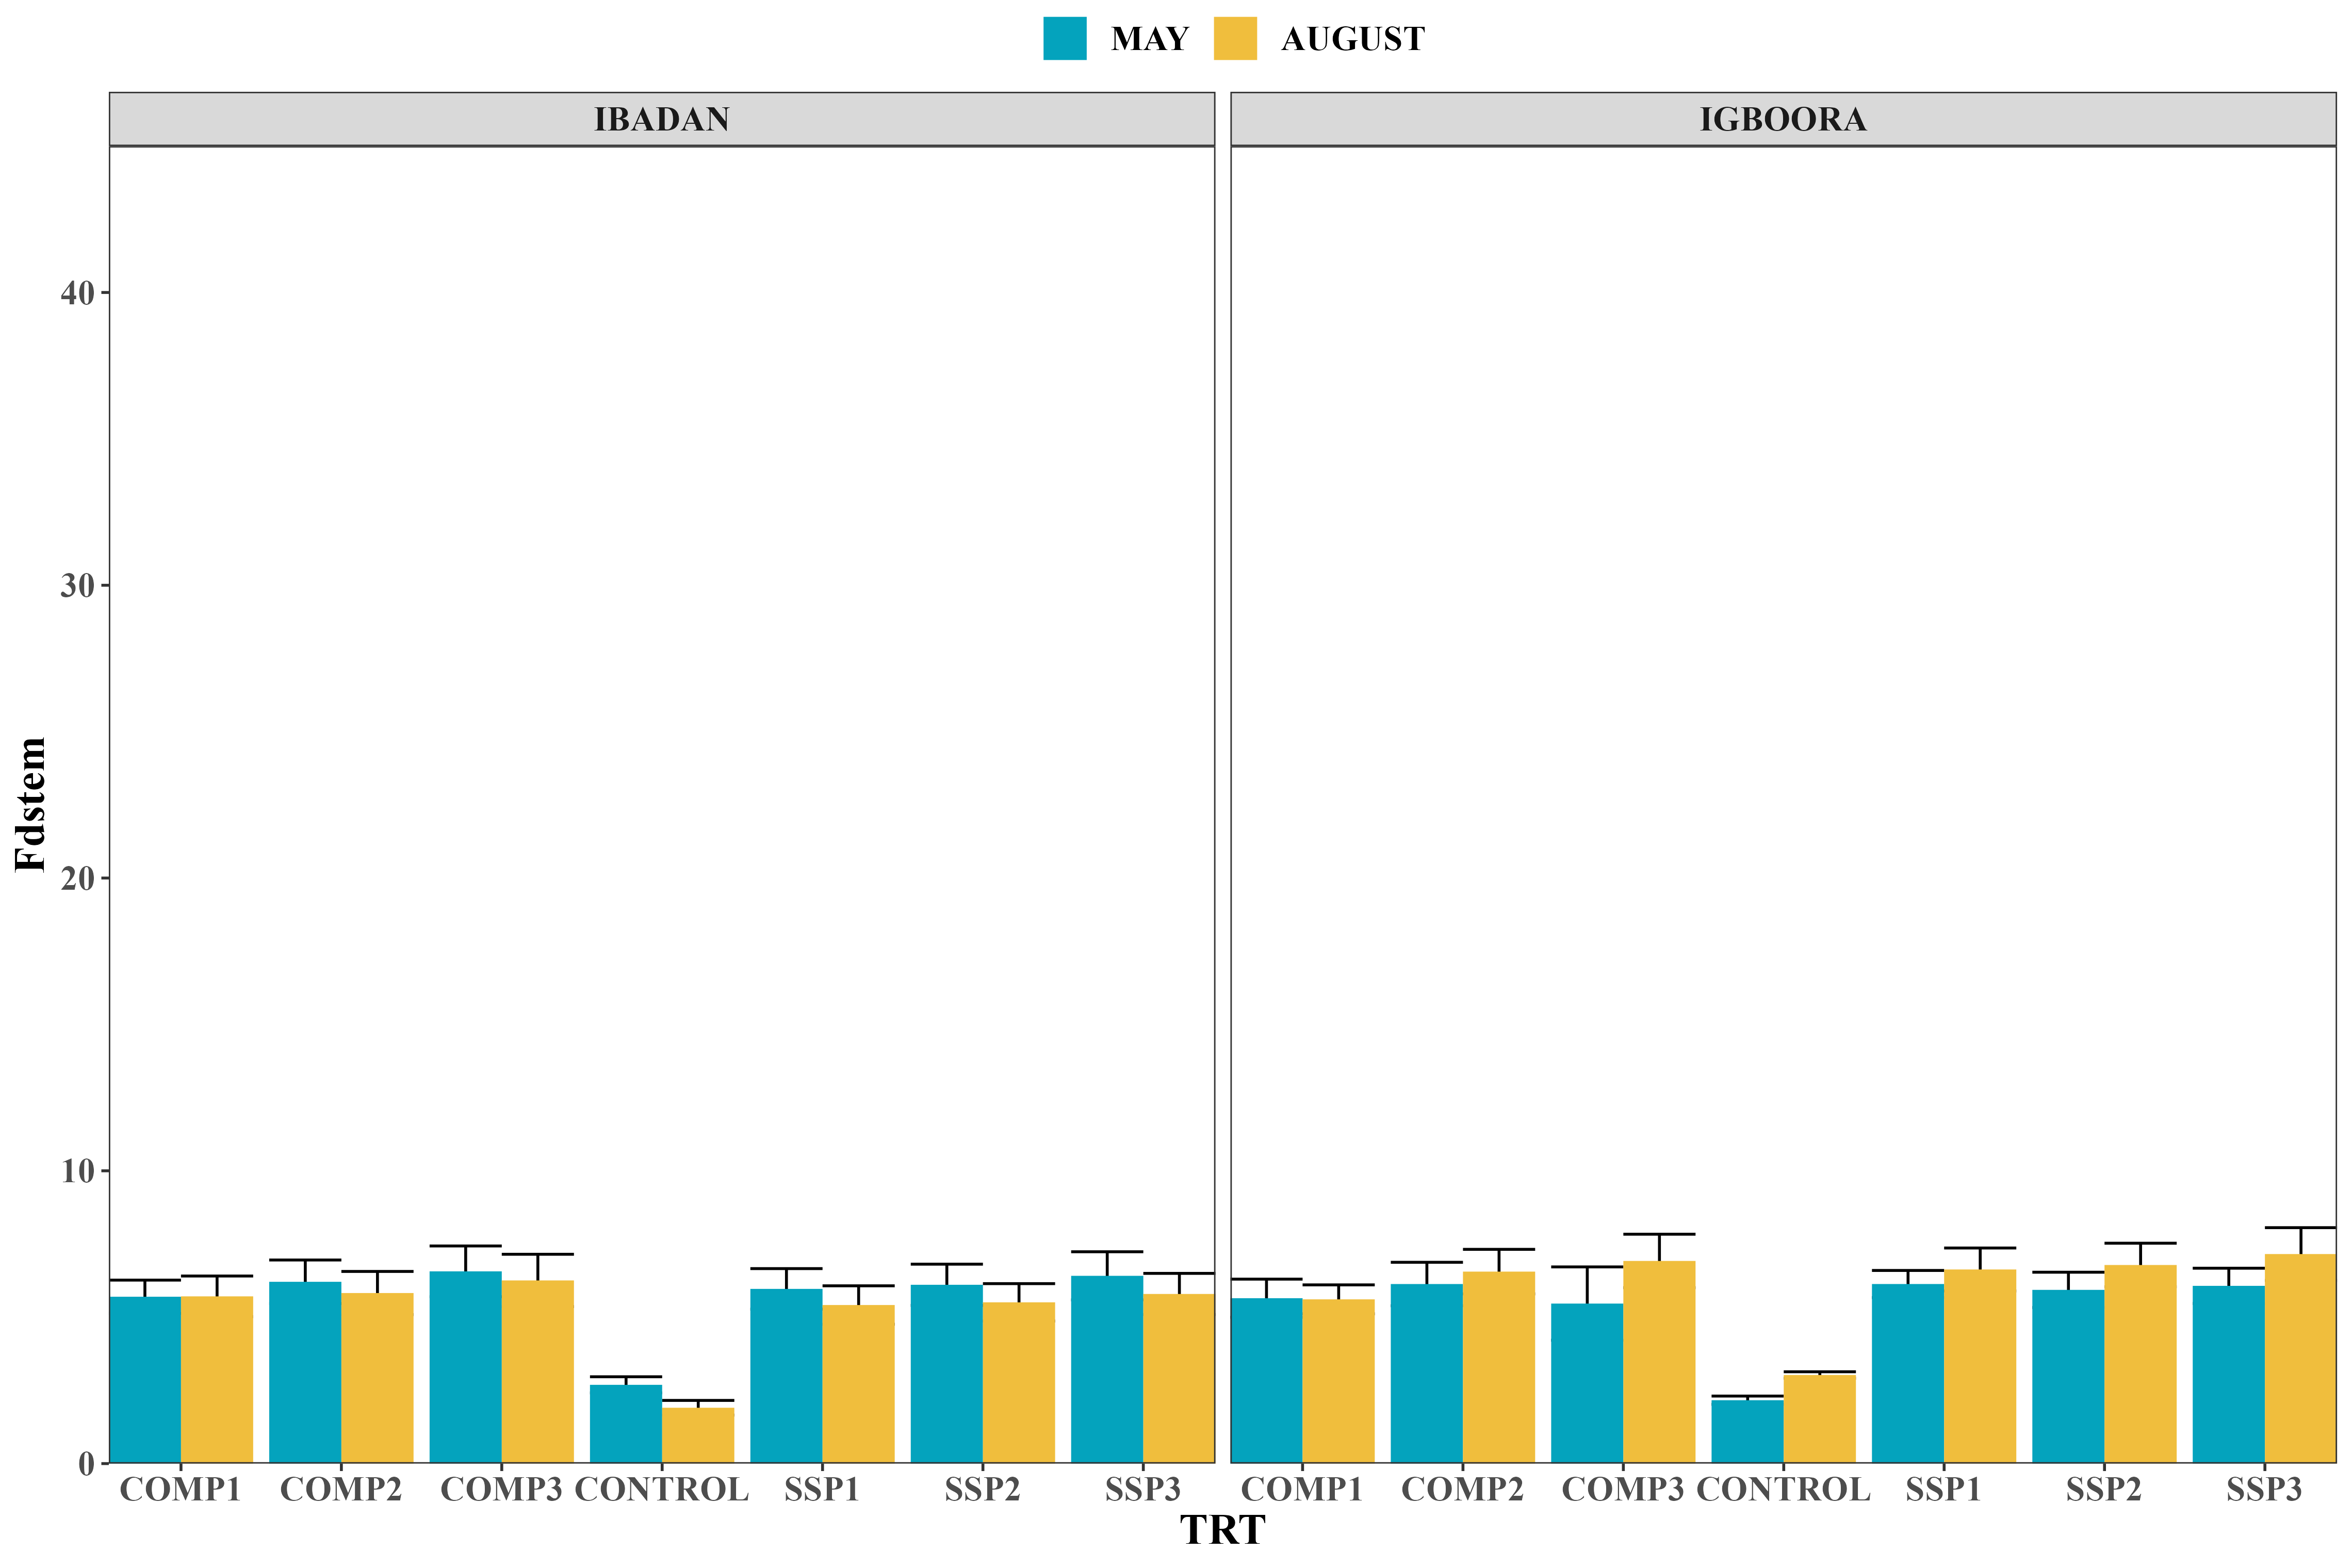 MAY AUGUST
IBADAN IGBOORA
40
30
20
10
0
Fdstem
COMP1 COMP2 COMP3 CONTROL SSP1 SSP2 SSP3 COMP1 COMP2 COMP3 CONTROL SSP1 SSP2 SSP3
TRT